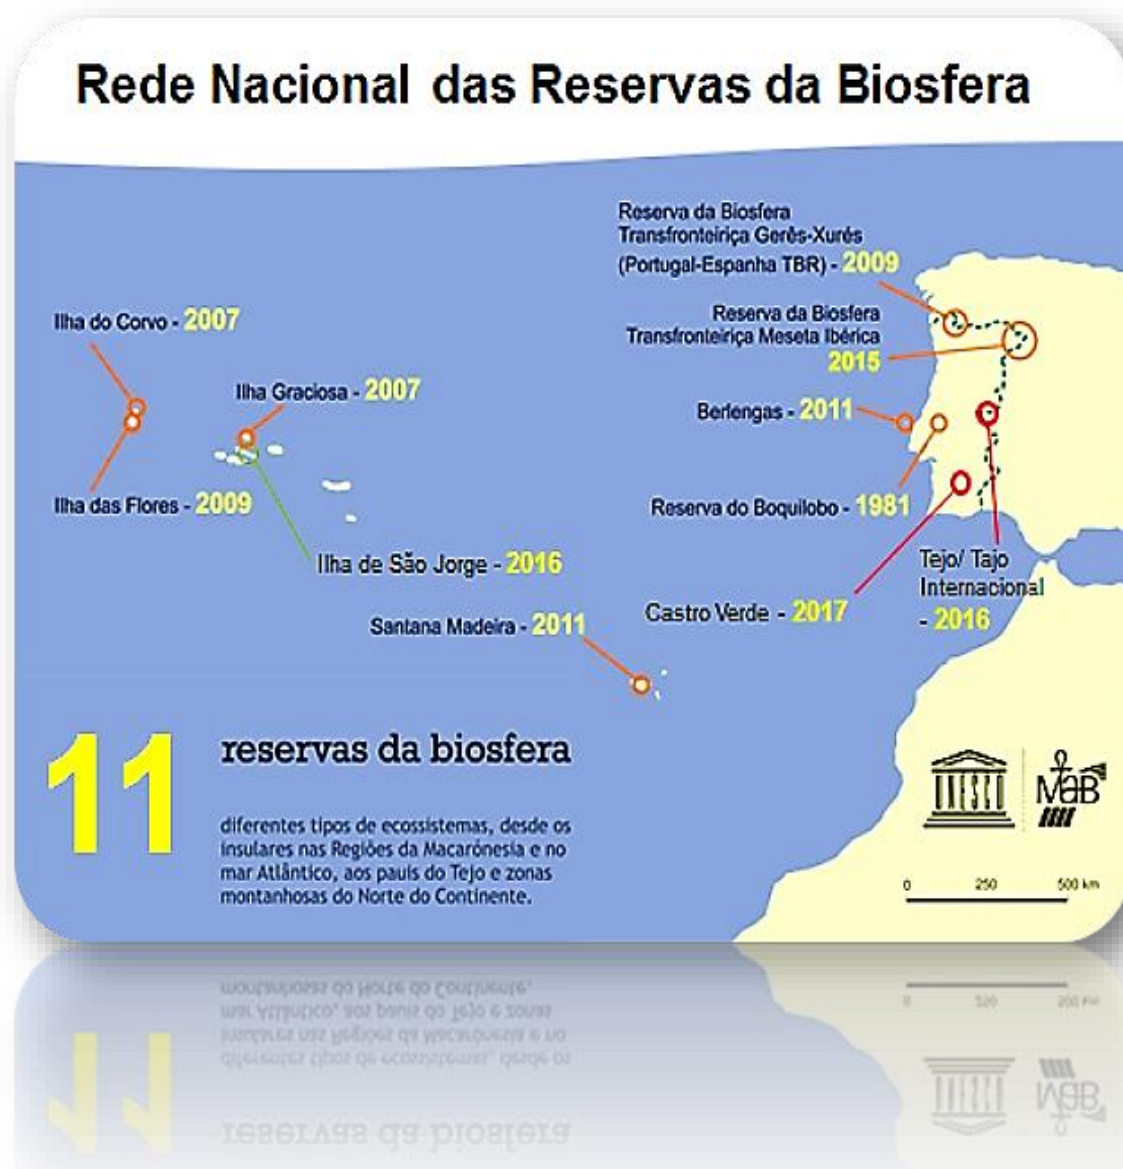 Rede Nacional das Reservas da Biosfera
Reserva da Biosfera
Transfronteiriça Gerês-Xurés
(Portugal-Espanha TBR) - 2009
Ilha do Corvo - 2007
Reserva da Biosfera
Transfronteiriça Meseta Ibérica
2015
Ilha Graciosa - 2007
Berlengas - 2011
Ilha das Flores - 2009
Reserva do Boquilobo - 1981
Ilha de São Jorge - 2016
Tejo/ Tajo
Internacional
- 2016
Castro Verde - 2017
Santana Madeira - 2011
11
reservas da biosfera
diferentes tipos de ecossistemas, desde os
insulares nas Regiões da Macarónesia e no
mar Atlântico, aos pauis do Tejo e zonas
montanhosas do Norte do Continente.
UNESCO
MaB
0 250 500 km